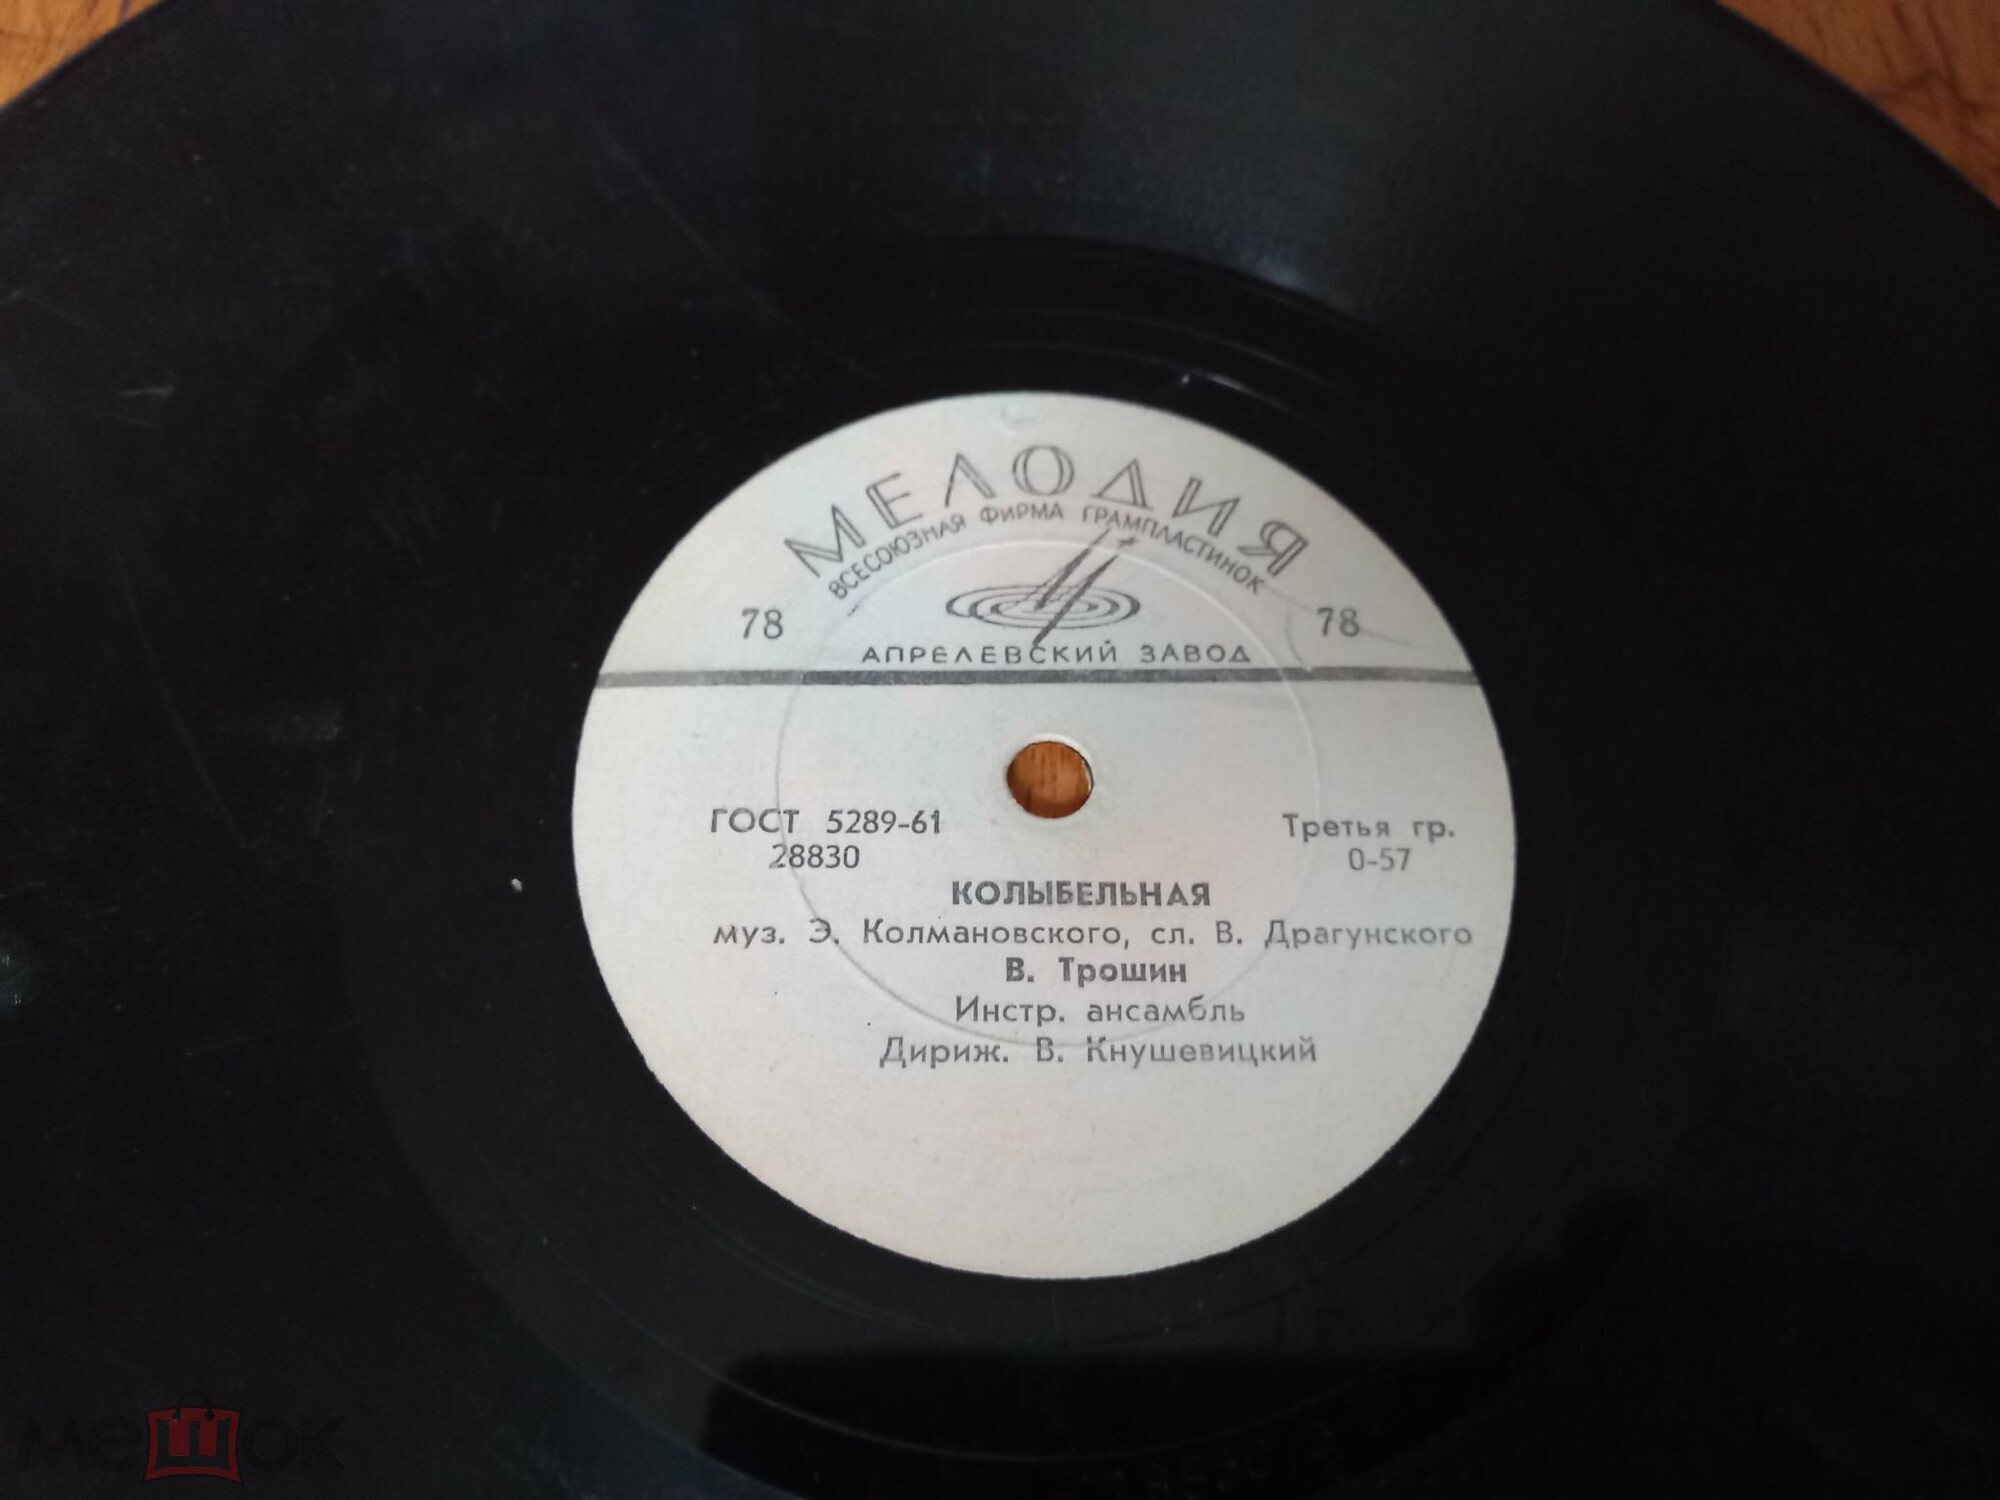 МЕЛОДИЯ
ВСЕСОЮЗНАЯ ФИРМА ГРАМПЛАСТИНОК
78 78
АПРЕЛЕВСКИЙ ЗАВОД
ГОСТ 5289-61 Третья гр.
28830 0-57
КОЛЫБЕЛЬНАЯ
муз. Э. Колмановского, сл. В. Драгунского
В. Трошин
Инстр. ансамбль
Дириж. В. Кнушевицкий
мешок